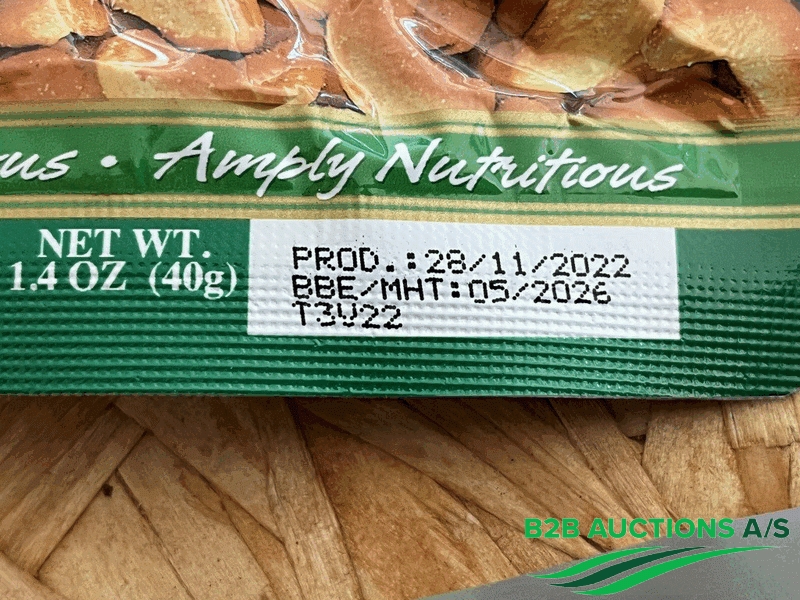 us • Amply Nutritious
NET WT.
1.4 OZ (40g)
PROD.:28/11/2022
BBE/MHT:05/2026
T3V22
B2B AUCTIONS A/S